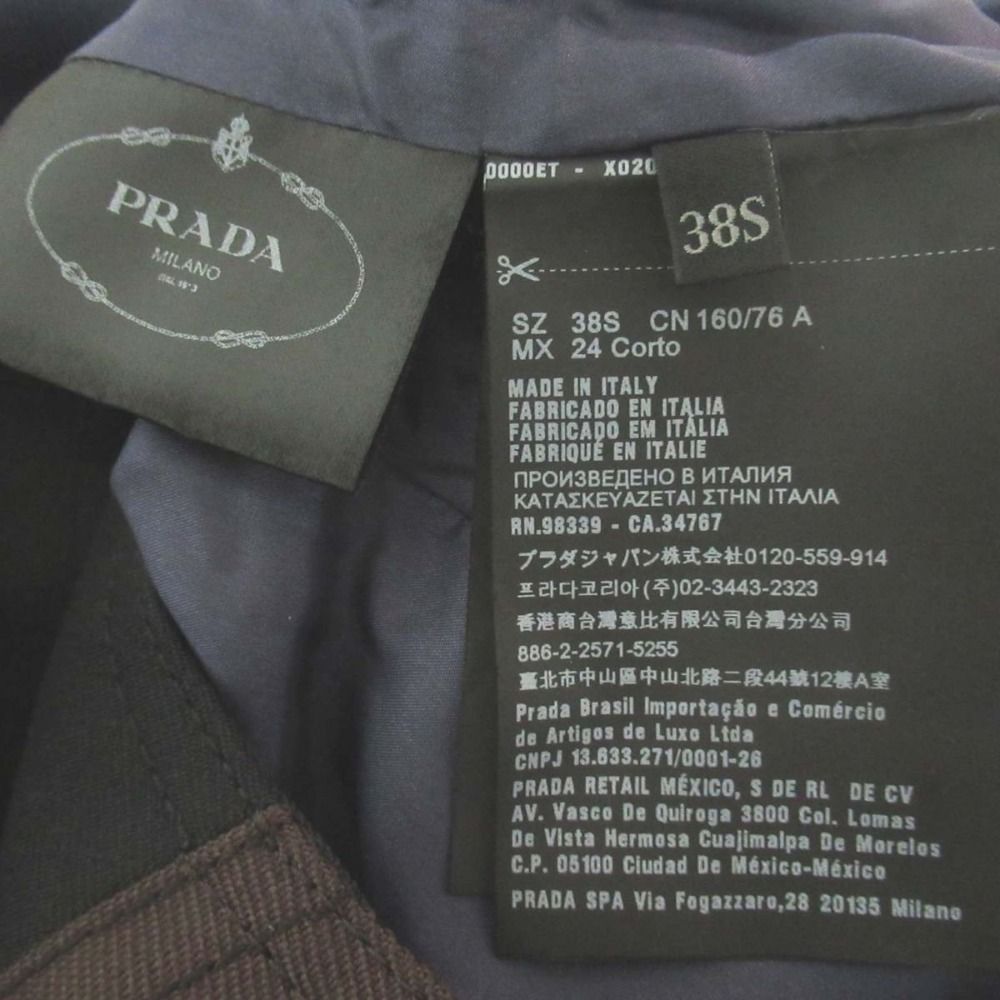 PRADA
MILANO
0000ET - X020
38S
SZ 38S CN 160/76 A
MX 24 Corto
MADE IN ITALY
FABRICADO EN ITALIA
FABRICADO EM ITÁLIA
FABRIQUÉ EN ITALIE
ПРОИЗВЕДЕНО В ИТАЛИЯ
ΚΑΤΑΣΚΕΥΑΖΕΤΑΙ ΣΤΗΝ ΙΤΑΛΙΑ
RN.98339 - CA.34767
プラダジャパン株式会社0120-559-914
프라다코리아(주)02-3443-2323
香港商台灣意比有限公司台灣分公司
886-2-2571-5255
臺北市中山區中山北路二段44號12樓A室
Prada Brasil Importação e Comércio
de Artigos de Luxo Ltda
CNPJ 13.633.271/0001-26
PRADA RETAIL MÉXICO, S DE RL DE CV
AV. Vasco De Quiroga 3800 Col. Lomas
De Vista Hermosa Cuajimalpa De Morelos
C.P. 05100 Ciudad De México-México
PRADA SPA Via Fogazzaro,28 20135 Milano